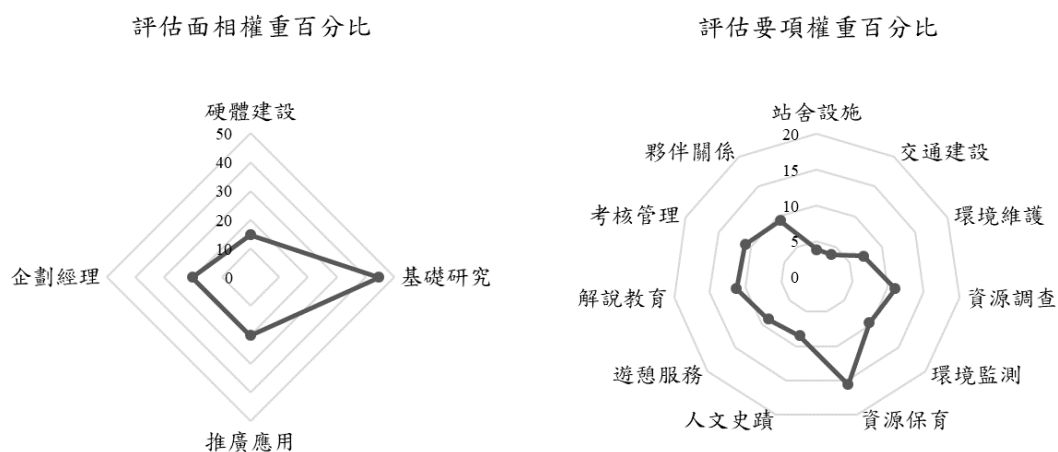 評估面相權重百分比
硬體建設
50
40
30
20
10
0
企劃經理
基礎研究
推廣應用
評估要項權重百分比
站舍設施
20
15
10
5
0
交通建設
環境維護
資源調查
環境監測
資源保育
人文史蹟
遊憩服務
解說教育
考核管理
夥伴關係